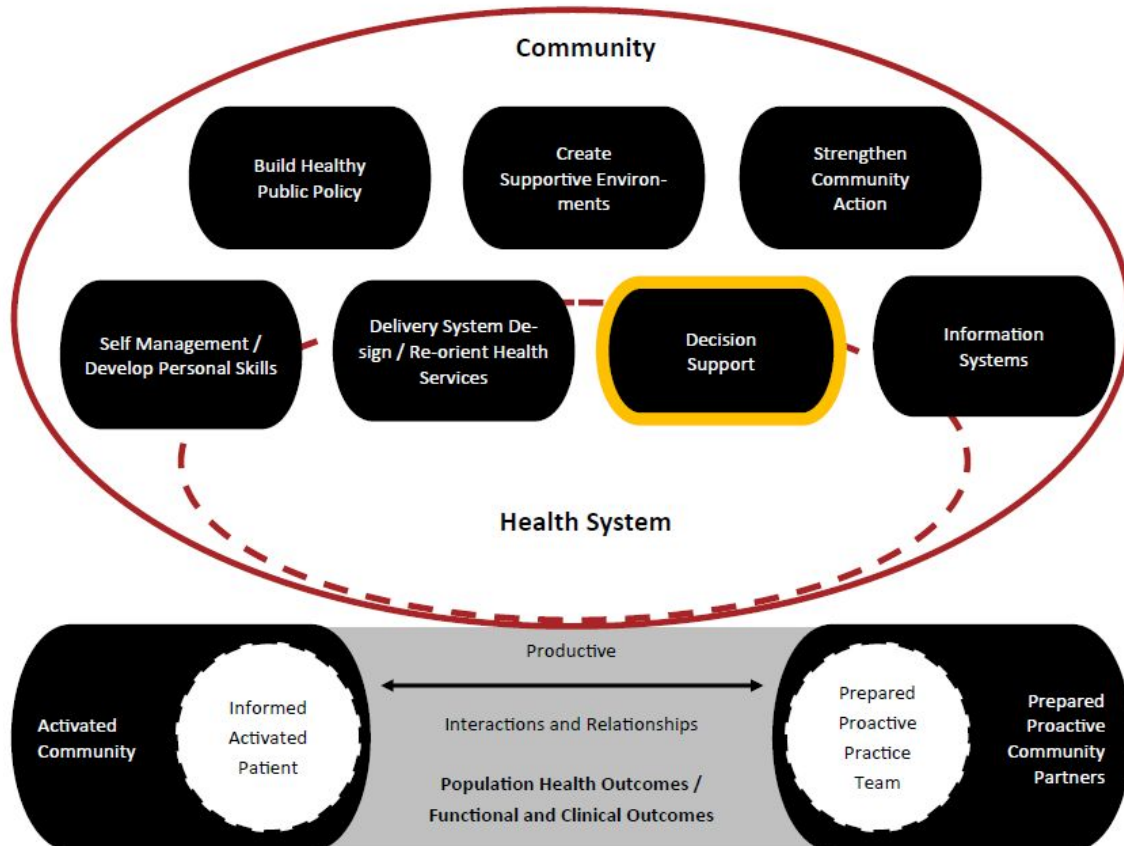 Community
Build Healthy
Public Policy
Create
Supportive Environ-
ments
Strengthen
Community
Action
Self Management /
Develop Personal Skills
Delivery System De-
sign / Re-orient Health
Services
Decision
Support
Information
Systems
Health System
Activated
Community
Informed
Activated
Patient
Productive
Interactions and Relationships
Population Health Outcomes /
Functional and Clinical Outcomes
Prepared
Proactive
Practice
Team
Prepared
Proactive
Community
Partners